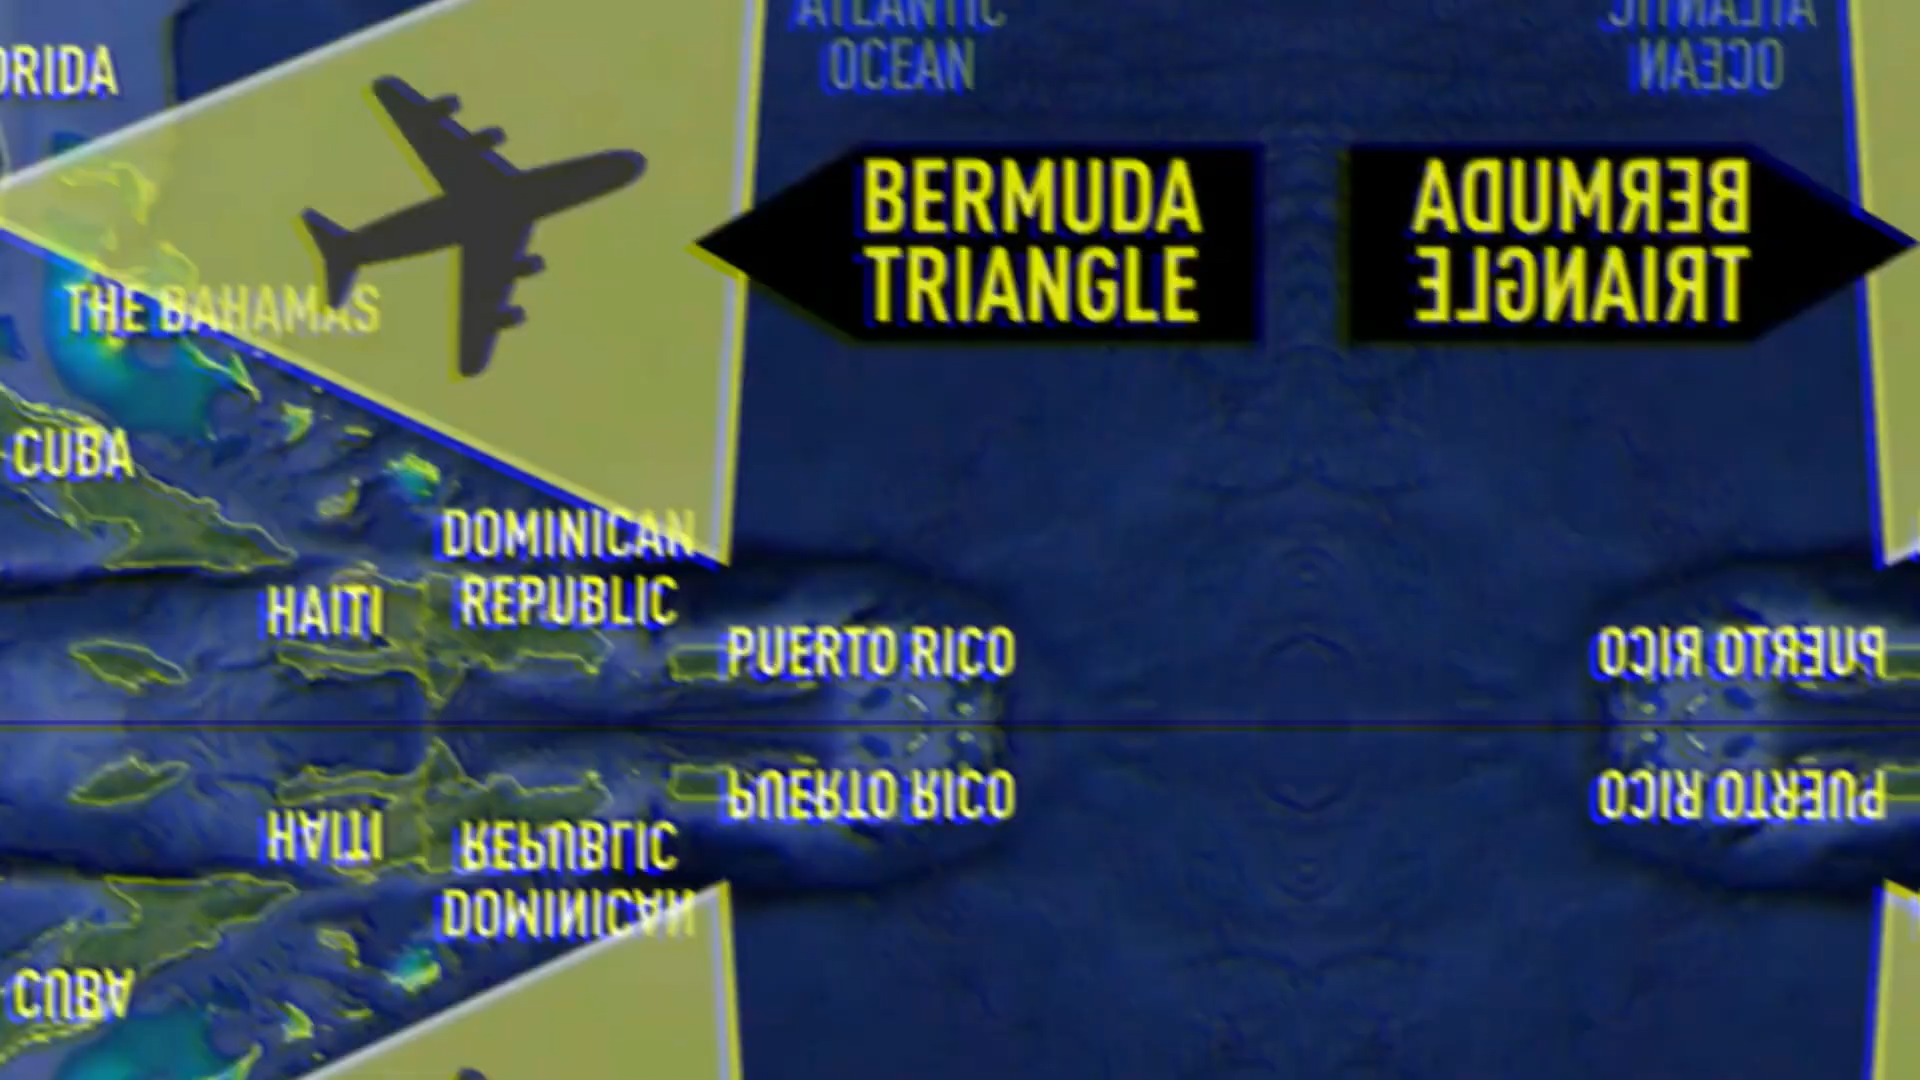 ATLANTIC
OCEAN
ATLANTIC
OCEAN
ORIDA
BERMUDA
TRIANGLE
BERMUDA
TRIANGLE
THE BAHAMAS
CUBA
DOMINICAN
REPUBLIC
HAITI
PUERTO RICO
PUERTO RICO
PUERTO RICO
PUERTO RICO
HAITI
REPUBLIC
DOMINICAN
CUBA